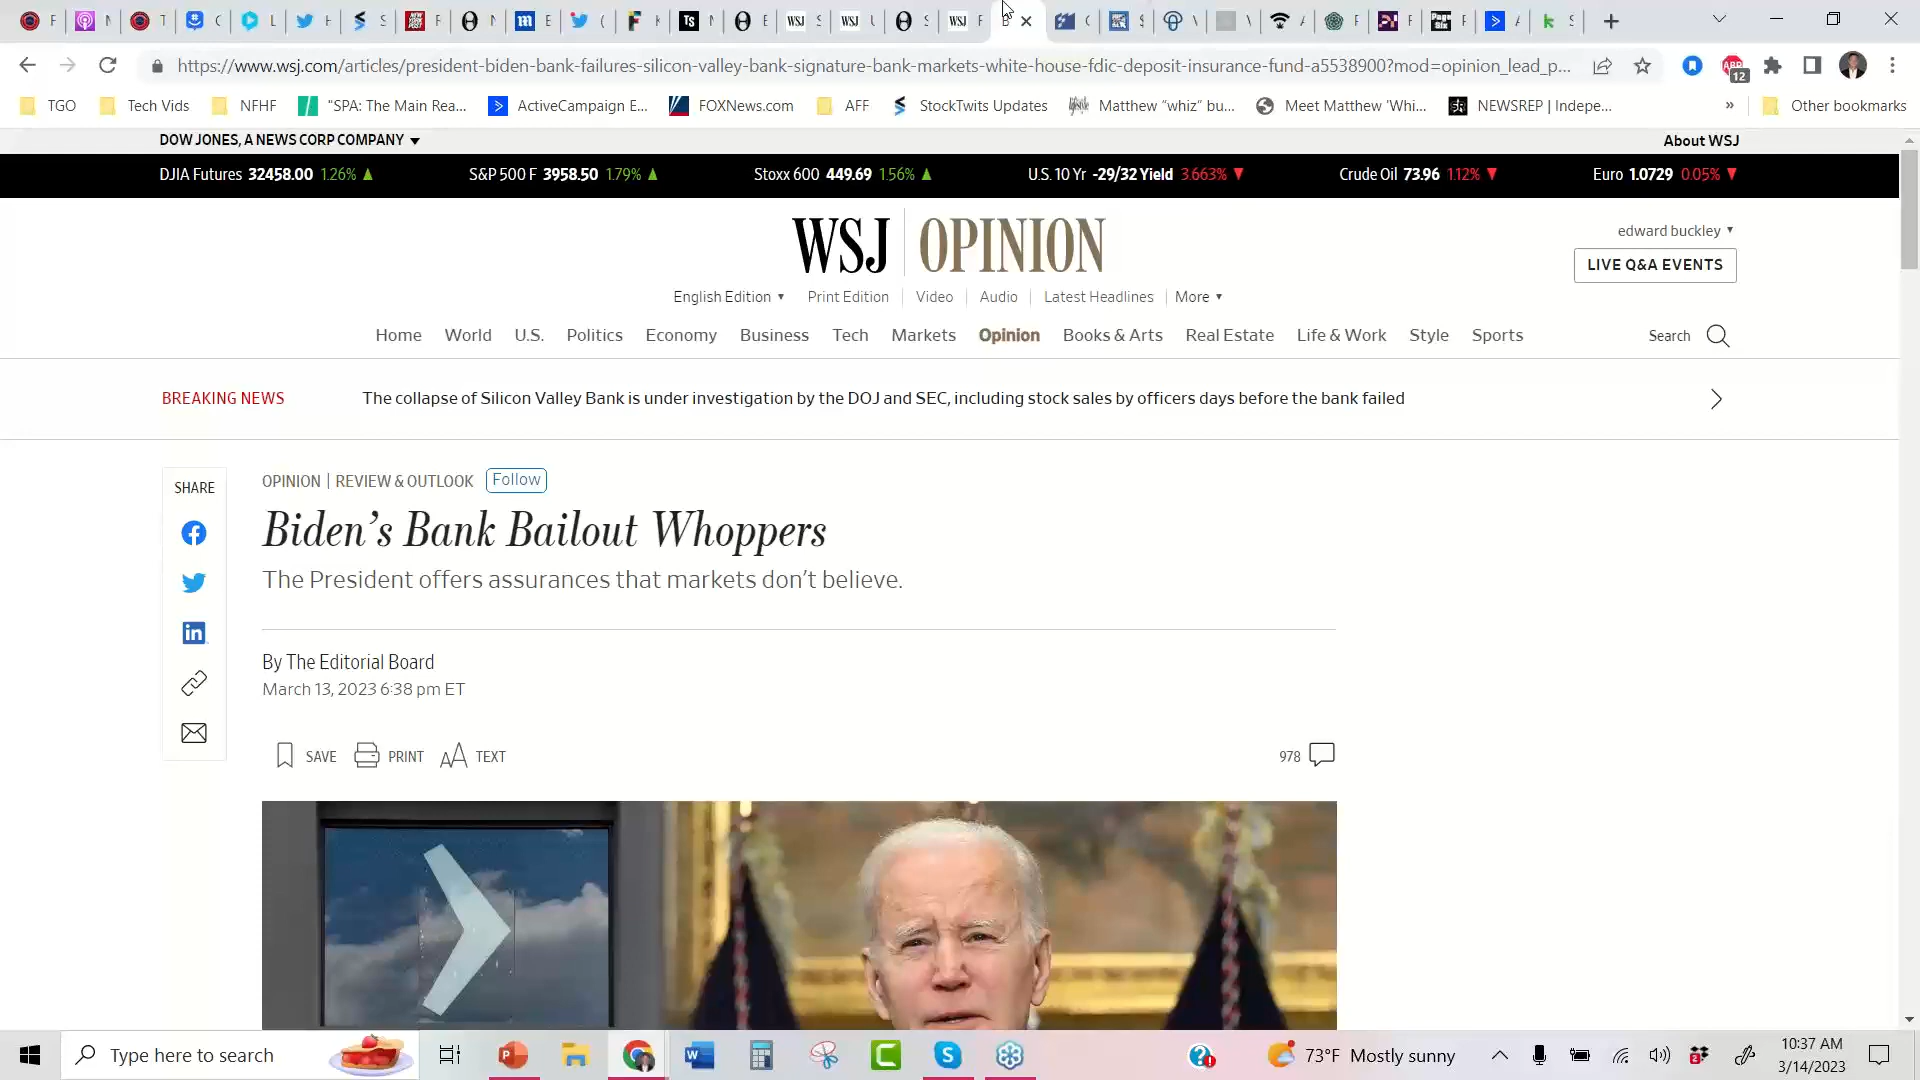 https://www.wsj.com/articles/president-biden-bank-failures-silicon-valley-bank-signature-bank-markets-white-house-fdic-deposit-insurance-fund-a5538900?mod=opinion_lead_p...
12
TGO Tech Vids NFHF "SPA: The Main Rea... ActiveCampaign E... FOXNews.com AFF StockTwits Updates Matthew "whiz" bu... Meet Matthew 'Whi... NEWSREP | Indepe... » Other bookmarks
DOW JONES, A NEWS CORP COMPANY About WSJ
DJIA Futures 32458.00 1.26% S&P 500 F 3958.50 1.79% Stoxx 600 449.69 1.56% U.S. 10 Yr -29/32 Yield 3.663% Crude Oil 73.96 1.12% Euro 1.0729 0.05%
WSJ OPINION
edward buckley
LIVE Q&A EVENTS
English Edition Print Edition Video Audio Latest Headlines More
Home World U.S. Politics Economy Business Tech Markets Opinion Books & Arts Real Estate Life & Work Style Sports Search
BREAKING NEWS The collapse of Silicon Valley Bank is under investigation by the DOJ and SEC, including stock sales by officers days before the bank failed
SHARE
OPINION | REVIEW & OUTLOOK Follow
Biden's Bank Bailout Whoppers
The President offers assurances that markets don't believe.
By The Editorial Board
March 13, 2023 6:38 pm ET
SAVE PRINT TEXT 978
Type here to search 73°F Mostly sunny
10:37 AM
3/14/2023